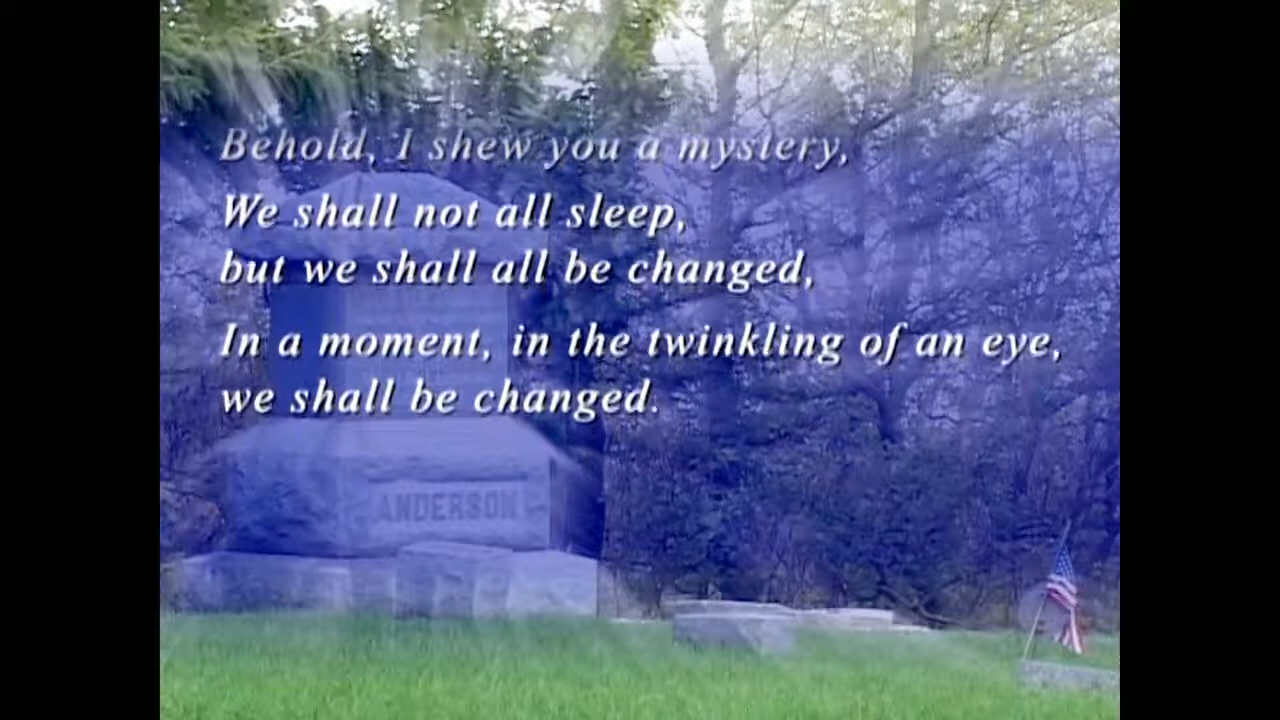 Behold, I shew you a mystery,
We shall not all sleep,
but we shall all be changed,
In a moment, in the twinkling of an eye,
we shall be changed.
ANDERSON